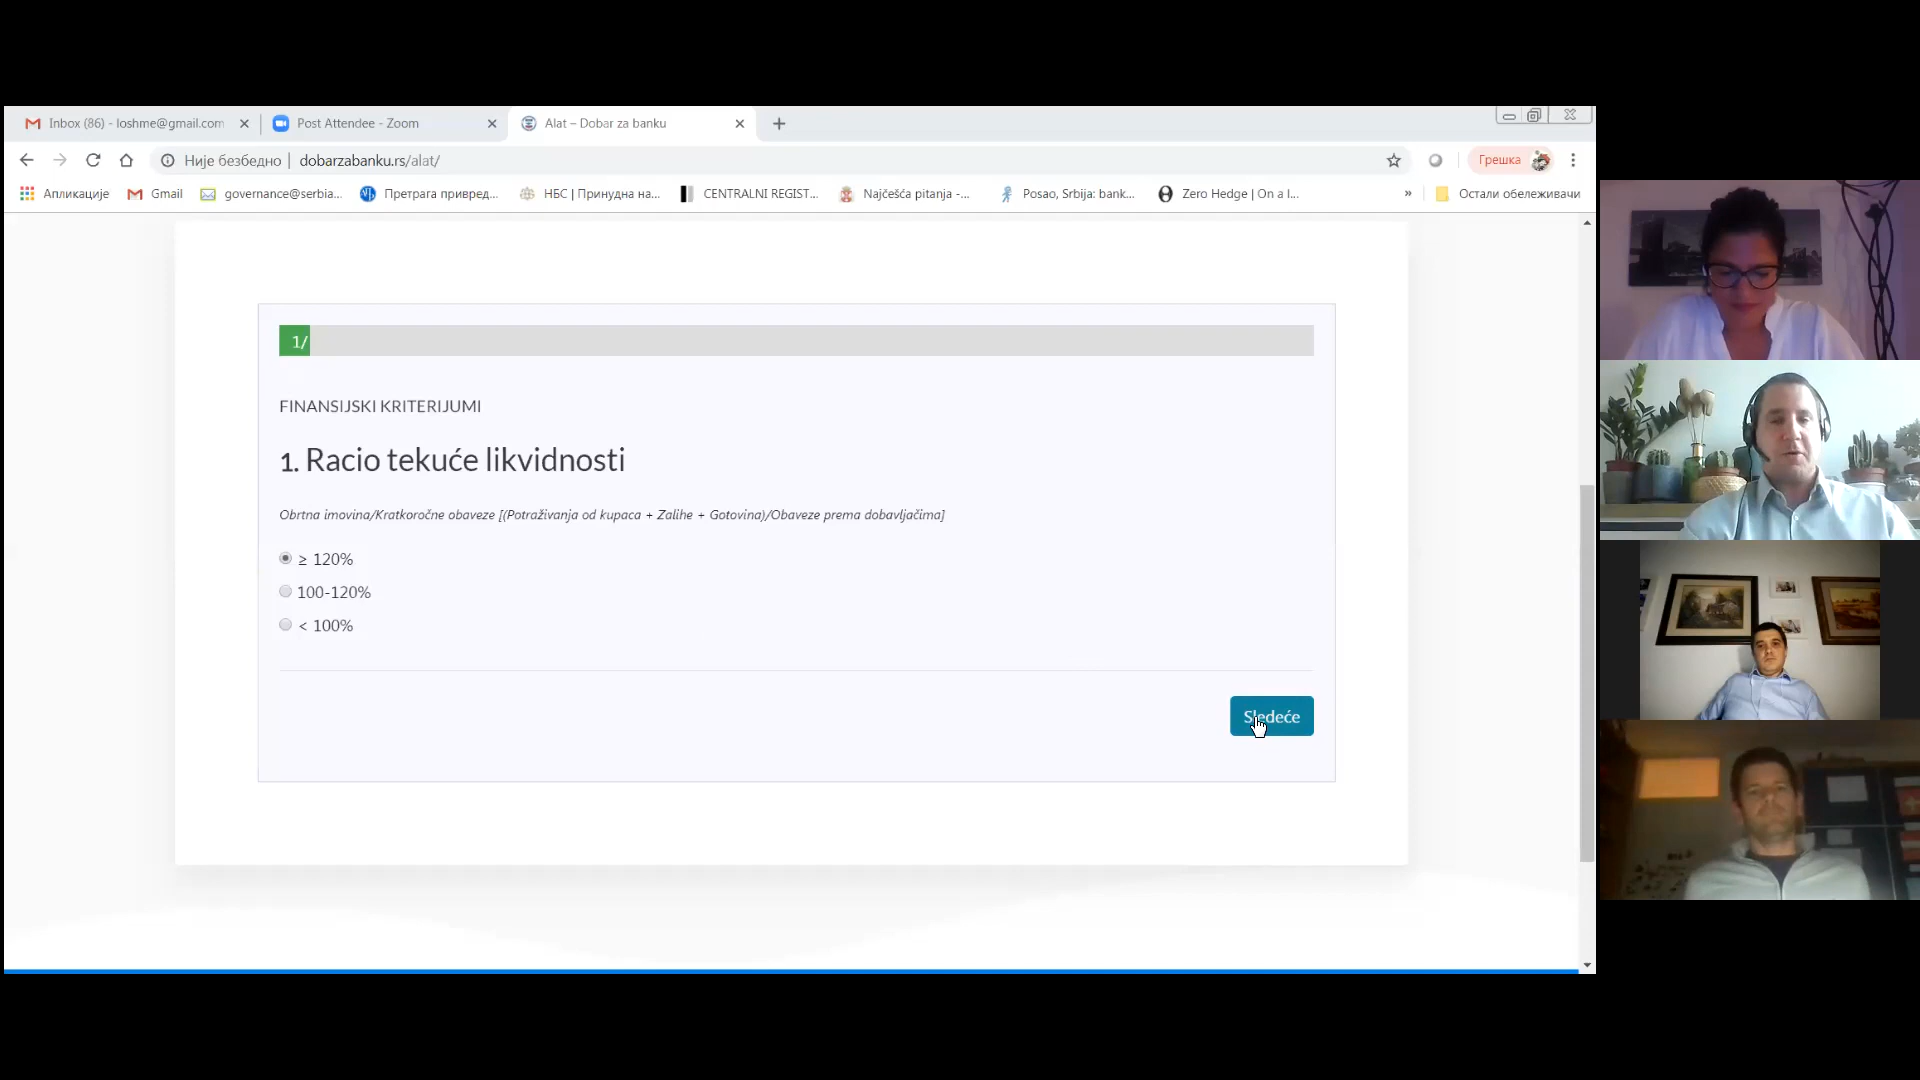 Inbox (86) - loshme@gmail.com
Post Attendee - Zoom
Alat – Dobar za banku
Није безбедно | dobarzabanku.rs/alat/
Грешка
Апликације
Gmail
governance@serbia...
Претрага привред...
НБС | Принудна на...
CENTRALNI REGIST...
Najčešća pitanja -...
Posao, Srbija: bank...
Zero Hedge | On a l...
»
Остали обележивачи
1/
FINANSIJSKI KRITERIJUMI
1. Racio tekuće likvidnosti
Obrtna imovina/Kratkoročne obaveze [(Potraživanja od kupaca + Zalihe + Gotovina)/Obaveze prema dobavljačima]
≥ 120%
100-120%
< 100%
Sledeće